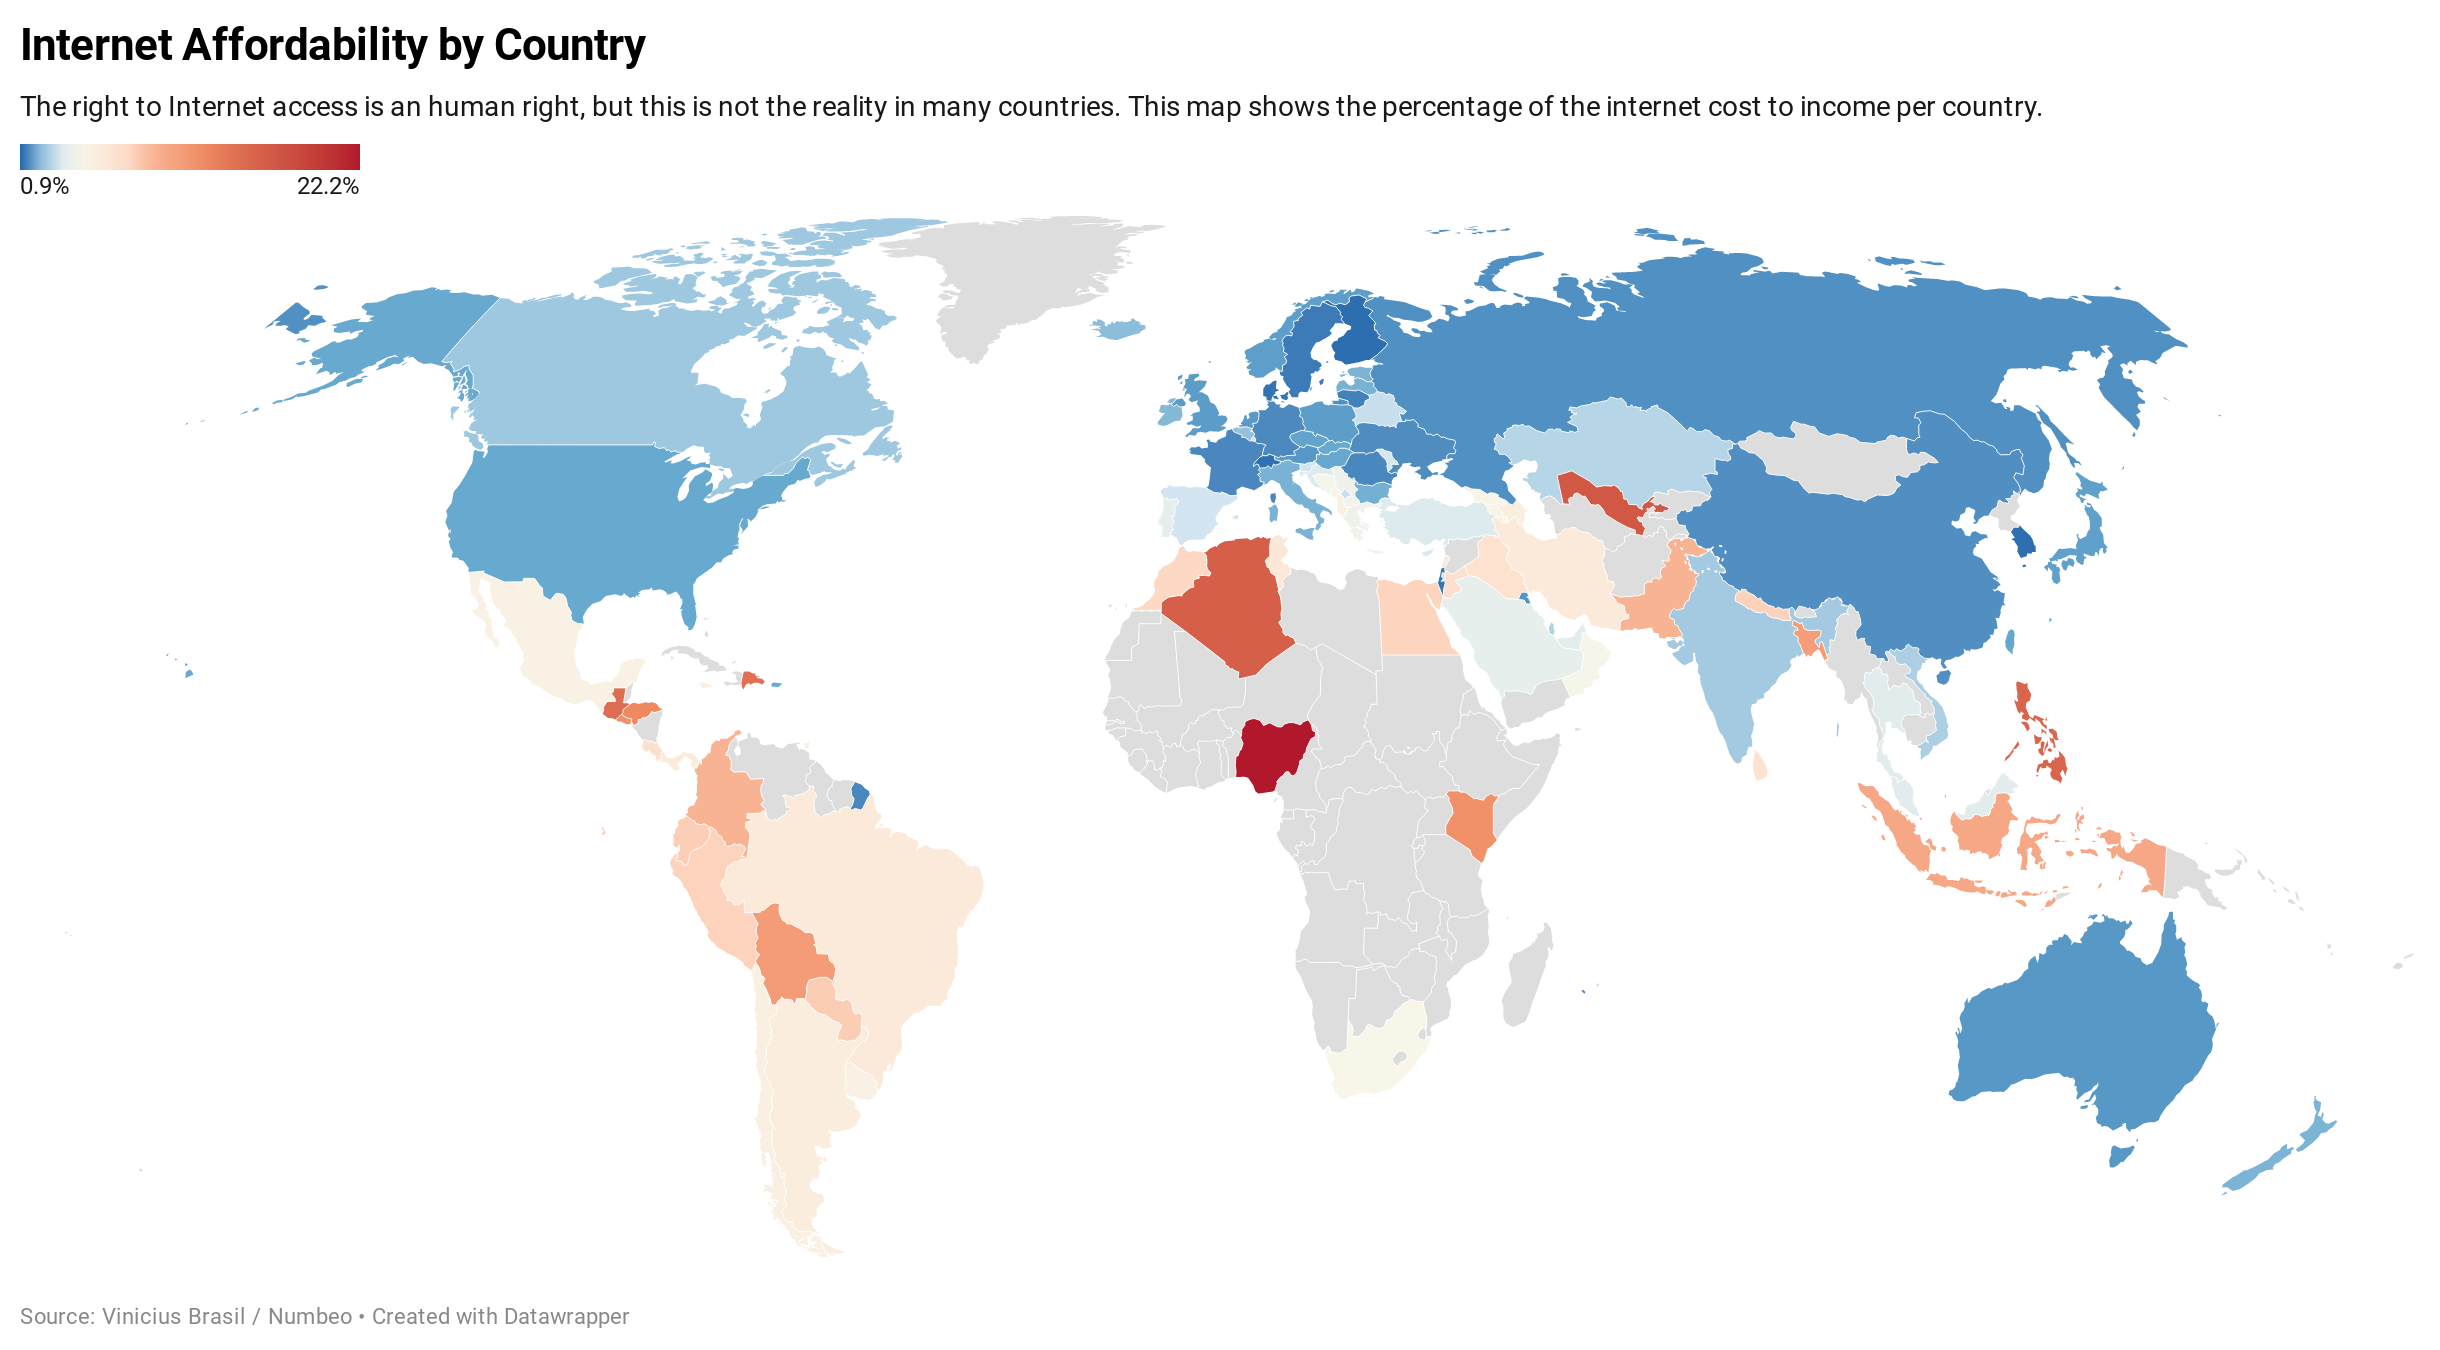 Internet Affordability by Country
The right to Internet access is an human right, but this is not the reality in many countries. This map shows the percentage of the internet cost to income per country.
0.9% 22.2%
Source: Vinicius Brasil / Numbeo • Created with Datawrapper